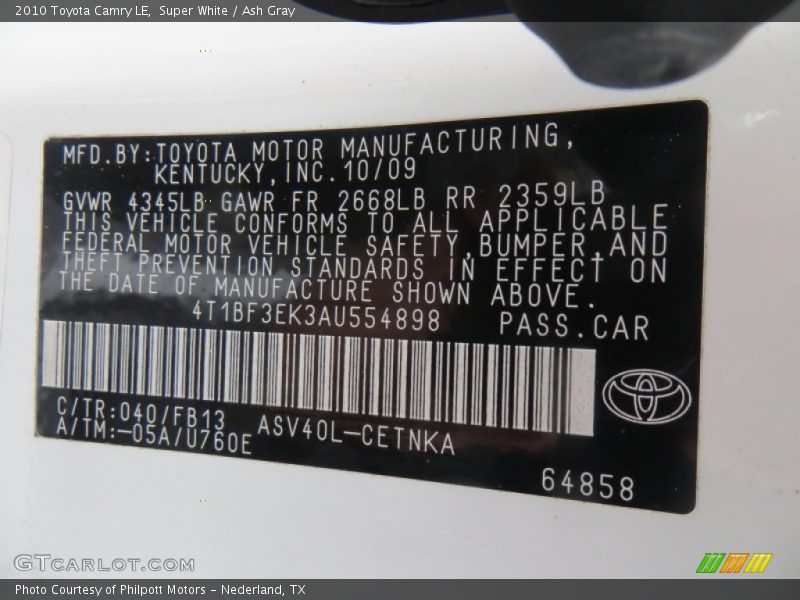 2010 Toyota Camry LE,  Super White / Ash Gray
MFD.BY:TOYOTA MOTOR MANUFACTURING,
KENTUCKY,INC.10/09
GVWR 4345LB GAWR FR 2668LB RR 2359LB
THIS VEHICLE CONFORMS TO ALL APPLICABLE
FEDERAL MOTOR VEHICLE SAFETY,BUMPER,AND
THEFT PREVENTION STANDARDS IN EFFECT ON
THE DATE OF MANUFACTURE SHOWN ABOVE.
4T1BF3EK3AU554898 PASS.CAR
C/TR:040/FB13
A/TM:-05A/U760E
ASV40L-CETNKA
64858
GTCARLOT.COM
Photo Courtesy of Philpott Motors - Nederland, TX